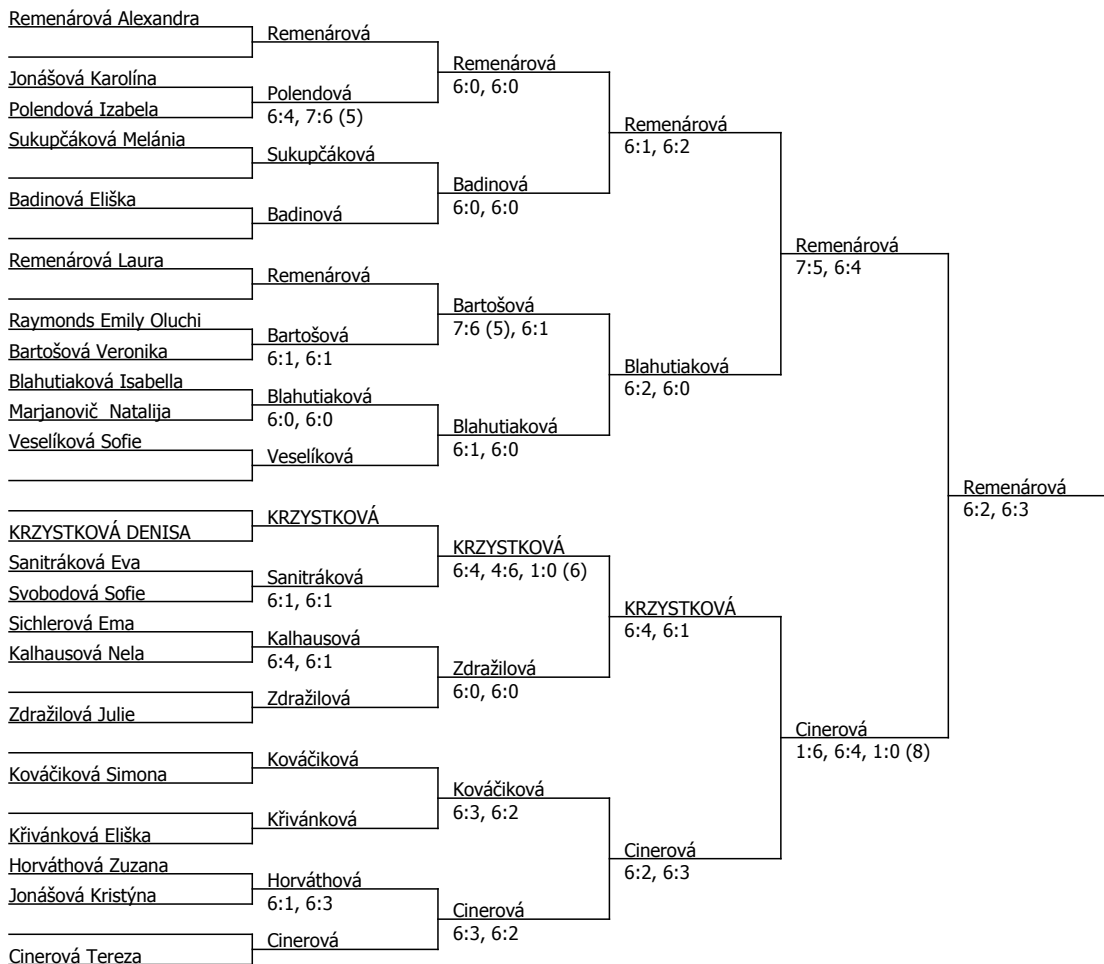 Remenárová Alexandra
Jonášová Karolína
Polendová Izabela
Sukupčáková Melánia
Badinová Eliška
Remenárová Laura
Raymonds Emily Oluchi
Bartošová Veronika
Blahutiaková Isabella
Marjanovič  Natalija
Veselíková Sofie
KRZYSTKOVÁ DENISA
Sanitráková Eva
Svobodová Sofie
Sichlerová Ema
Kalhausová Nela
Zdražilová Julie
Kováčiková Simona
Křivánková Eliška
Horváthová Zuzana
Jonášová Kristýna
Cinerová Tereza
Remenárová
Polendová
6:4, 7:6 (5)
Sukupčáková
Badinová
Remenárová
Bartošová
6:1, 6:1
Blahutiaková
6:0, 6:0
Veselíková
KRZYSTKOVÁ
Sanitráková
6:1, 6:1
Kalhausová
6:4, 6:1
Zdražilová
Kováčiková
Křivánková
Horváthová
6:1, 6:3
Cinerová
Remenárová
6:0, 6:0
Badinová
6:0, 6:0
Bartošová
7:6 (5), 6:1
Blahutiaková
6:1, 6:0
KRZYSTKOVÁ
6:4, 4:6, 1:0 (6)
Zdražilová
6:0, 6:0
Kováčiková
6:3, 6:2
Cinerová
6:3, 6:2
Remenárová
6:1, 6:2
Blahutiaková
6:2, 6:0
KRZYSTKOVÁ
6:4, 6:1
Cinerová
6:2, 6:3
Remenárová
7:5, 6:4
Cinerová
1:6, 6:4, 1:0 (8)
Remenárová
6:2, 6:3